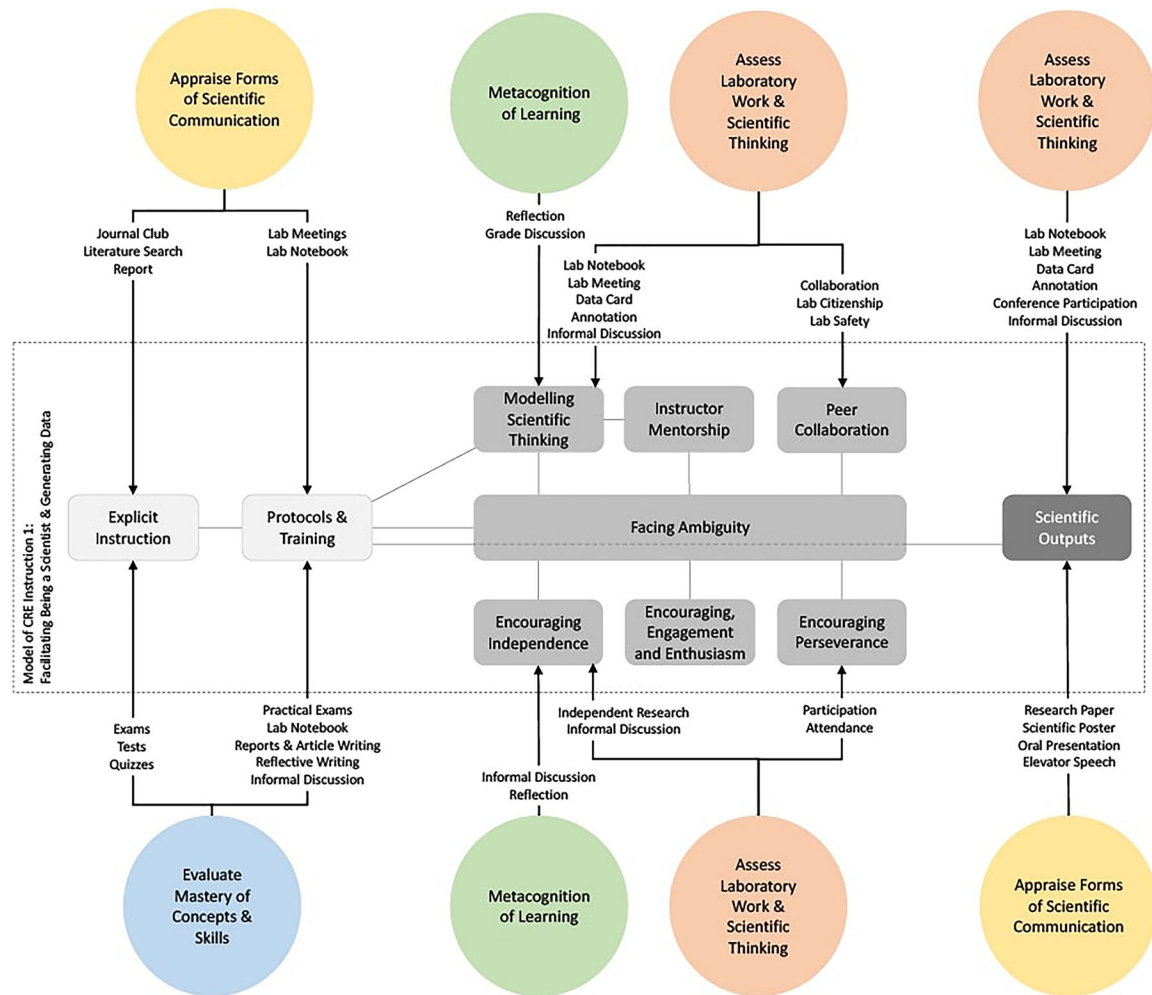 Appraise Forms
of Scientific
Communication
Metacognition
of Learning
Assess
Laboratory
Work &
Scientific
Thinking
Assess
Laboratory
Work &
Scientific
Thinking
Journal Club
Literature Search
Report
Lab Meetings
Lab Notebook
Reflection
Grade Discussion
Lab Notebook
Lab Meeting
Data Card
Annotation
Informal Discussion
Collaboration
Lab Citizenship
Lab Safety
Lab Notebook
Lab Meeting
Data Card
Annotation
Conference Participation
Informal Discussion
Model of CRE Instruction 1:
Facilitating Being a Scientist & Generating Data
Modelling
Scientific
Thinking
Instructor
Mentorship
Peer
Collaboration
Explicit
Instruction
Protocols &
Training
Facing Ambiguity
Scientific
Outputs
Encouraging
Independence
Encouraging,
Engagement
and Enthusiasm
Encouraging
Perseverance
Exams
Tests
Quizzes
Practical Exams
Lab Notebook
Reports & Article Writing
Reflective Writing
Informal Discussion
Informal Discussion
Reflection
Independent Research
Informal Discussion
Participation
Attendance
Research Paper
Scientific Poster
Oral Presentation
Elevator Speech
Evaluate
Mastery of
Concepts &
Skills
Metacognition
of Learning
Assess
Laboratory
Work &
Scientific
Thinking
Appraise Forms
of Scientific
Communication